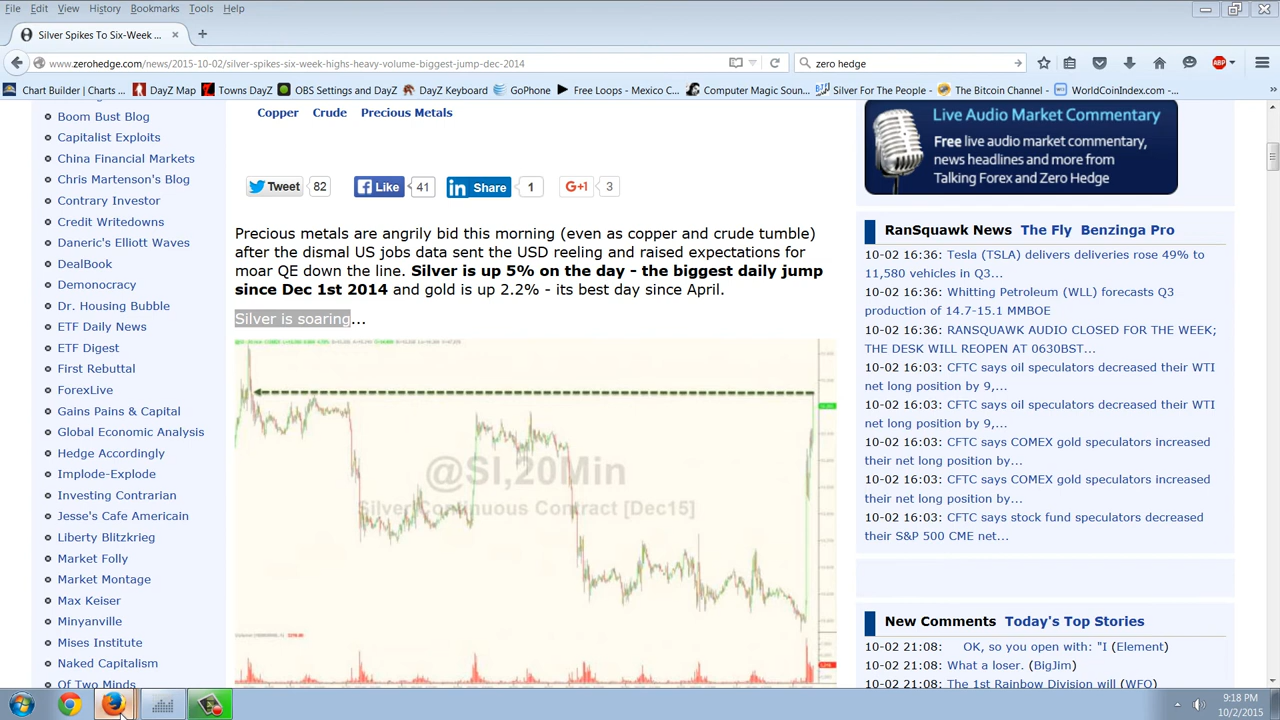 File Edit View History Bookmarks Tools Help
Silver Spikes To Six-Week ... × +
www.zerohedge.com/news/2015-10-02/silver-spikes-six-week-highs-heavy-volume-biggest-jump-dec-2014
zero hedge
ABP
Chart Builder | Charts ... DayZ Map Towns DayZ OBS Settings and DayZ DayZ Keyboard GoPhone Free Loops - Mexico C... Computer Magic Soun... Silver For The People - The Bitcoin Channel - WorldCoinIndex.com -... »
Boom Bust Blog
Capitalist Exploits
China Financial Markets
Chris Martenson's Blog
Contrary Investor
Credit Writedowns
Daneric's Elliott Waves
DealBook
Demonocracy
Dr. Housing Bubble
ETF Daily News
ETF Digest
First Rebuttal
ForexLive
Gains Pains & Capital
Global Economic Analysis
Hedge Accordingly
Implode-Explode
Investing Contrarian
Jesse's Cafe Americain
Liberty Blitzkrieg
Market Folly
Market Montage
Max Keiser
Minyanville
Mises Institute
Naked Capitalism
Of Two Minds
Copper Crude Precious Metals
Tweet 82 Like 41 Share 1 G+1 3
Precious metals are angrily bid this morning (even as copper and crude tumble)
after the dismal US jobs data sent the USD reeling and raised expectations for
moar QE down the line. Silver is up 5% on the day - the biggest daily jump
since Dec 1st 2014 and gold is up 2.2% - its best day since April.
Silver is soaring...
@SI,20Min
Silver Continuous Contract [Dec15]
Live Audio Market Commentary
Free live audio market commentary,
news headlines and more from
Talking Forex and Zero Hedge
RanSquawk News The Fly Benzinga Pro
10-02 16:36: Tesla (TSLA) delivers deliveries rose 49% to
11,580 vehicles in Q3...
10-02 16:36: Whitting Petroleum (WLL) forecasts Q3
production of 14.7-15.1 MMBOE
10-02 16:36: RANSQUAWK AUDIO CLOSED FOR THE WEEK;
THE DESK WILL REOPEN AT 0630BST...
10-02 16:03: CFTC says oil speculators decreased their WTI
net long position by 9,...
10-02 16:03: CFTC says oil speculators decreased their WTI
net long position by 9,...
10-02 16:03: CFTC says COMEX gold speculators increased
their net long position by...
10-02 16:03: CFTC says COMEX gold speculators increased
their net long position by...
10-02 16:03: CFTC says stock fund speculators decreased
their S&P 500 CME net...
New Comments Today's Top Stories
10-02 21:08: OK, so you open with: "I (Element)
10-02 21:08: What a loser. (BigJim)
10-02 21:08: The 1st Rainbow Division will (WFO)
9:18 PM
10/2/2015